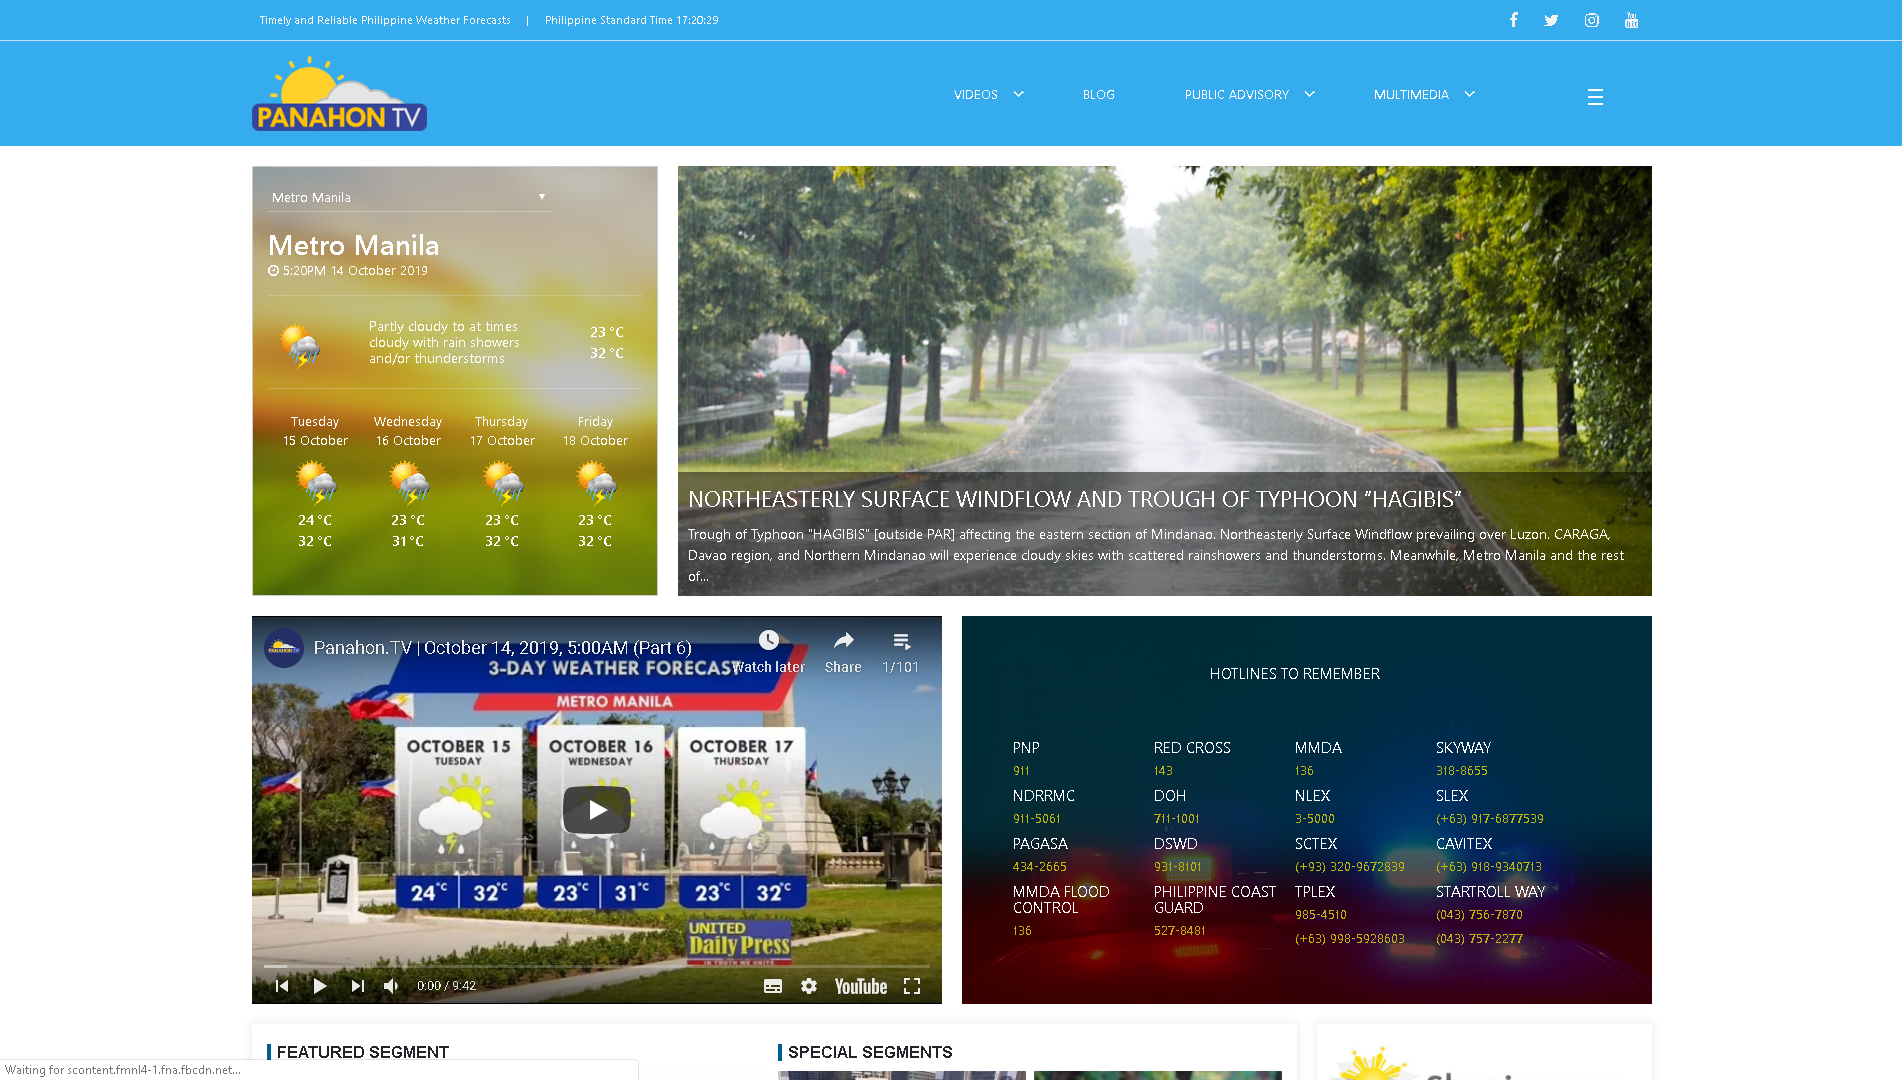 Timely and Reliable Philippine Weather Forecasts | Philippine Standard Time 17:20:29
You
PANAHON TV
VIDEOS BLOG PUBLIC ADVISORY MULTIMEDIA
Metro Manila
Metro Manila
5:20PM 14 October 2019
Partly cloudy to at times
cloudy with rain showers
and/or thunderstorms
23 °C
32 °C
Tuesday Wednesday Thursday Friday
15 October 16 October 17 October 18 October
24 °C 23 °C 23 °C 23 °C
32 °C 31 °C 32 °C 32 °C
NORTHEASTERLY SURFACE WINDFLOW AND TROUGH OF TYPHOON “HAGIBIS”
Trough of Typhoon "HAGIBIS" [outside PAR] affecting the eastern section of Mindanao. Northeasterly Surface Windflow prevailing over Luzon. CARAGA,
Davao region, and Northern Mindanao will experience cloudy skies with scattered rainshowers and thunderstorms. Meanwhile, Metro Manila and the rest
of...
PANAHON TV
Panahon.TV | October 14, 2019, 5:00AM (Part 6)
Watch later Share 1/101
3-DAY WEATHER FORECAST
METRO MANILA
OCTOBER 15 OCTOBER 16 OCTOBER 17
TUESDAY WEDNESDAY THURSDAY
24°C 32°C 23°C 31°C 23°C 32°C
UNITED
Daily Press
IN TRUTH WE UNITE
0:00 / 9:42
YouTube
HOTLINES TO REMEMBER
PNP
911
NDRRMC
911-5061
PAGASA
434-2665
MMDA FLOOD
CONTROL
136
RED CROSS
143
DOH
711-1001
DSWD
931-8101
PHILIPPINE COAST
GUARD
527-8481
MMDA
136
NLEX
3-5000
SCTEX
(+93) 320-9672839
TPLEX
985-4510
(+63) 998-5928603
SKYWAY
318-8655
SLEX
(+63) 917-6877539
CAVITEX
(+63) 918-9340713
STARTROLL WAY
(043) 756-7870
(043) 757-2277
FEATURED SEGMENT
SPECIAL SEGMENTS
Waiting for scontent.fmnl4-1.fna.fbcdn.net...